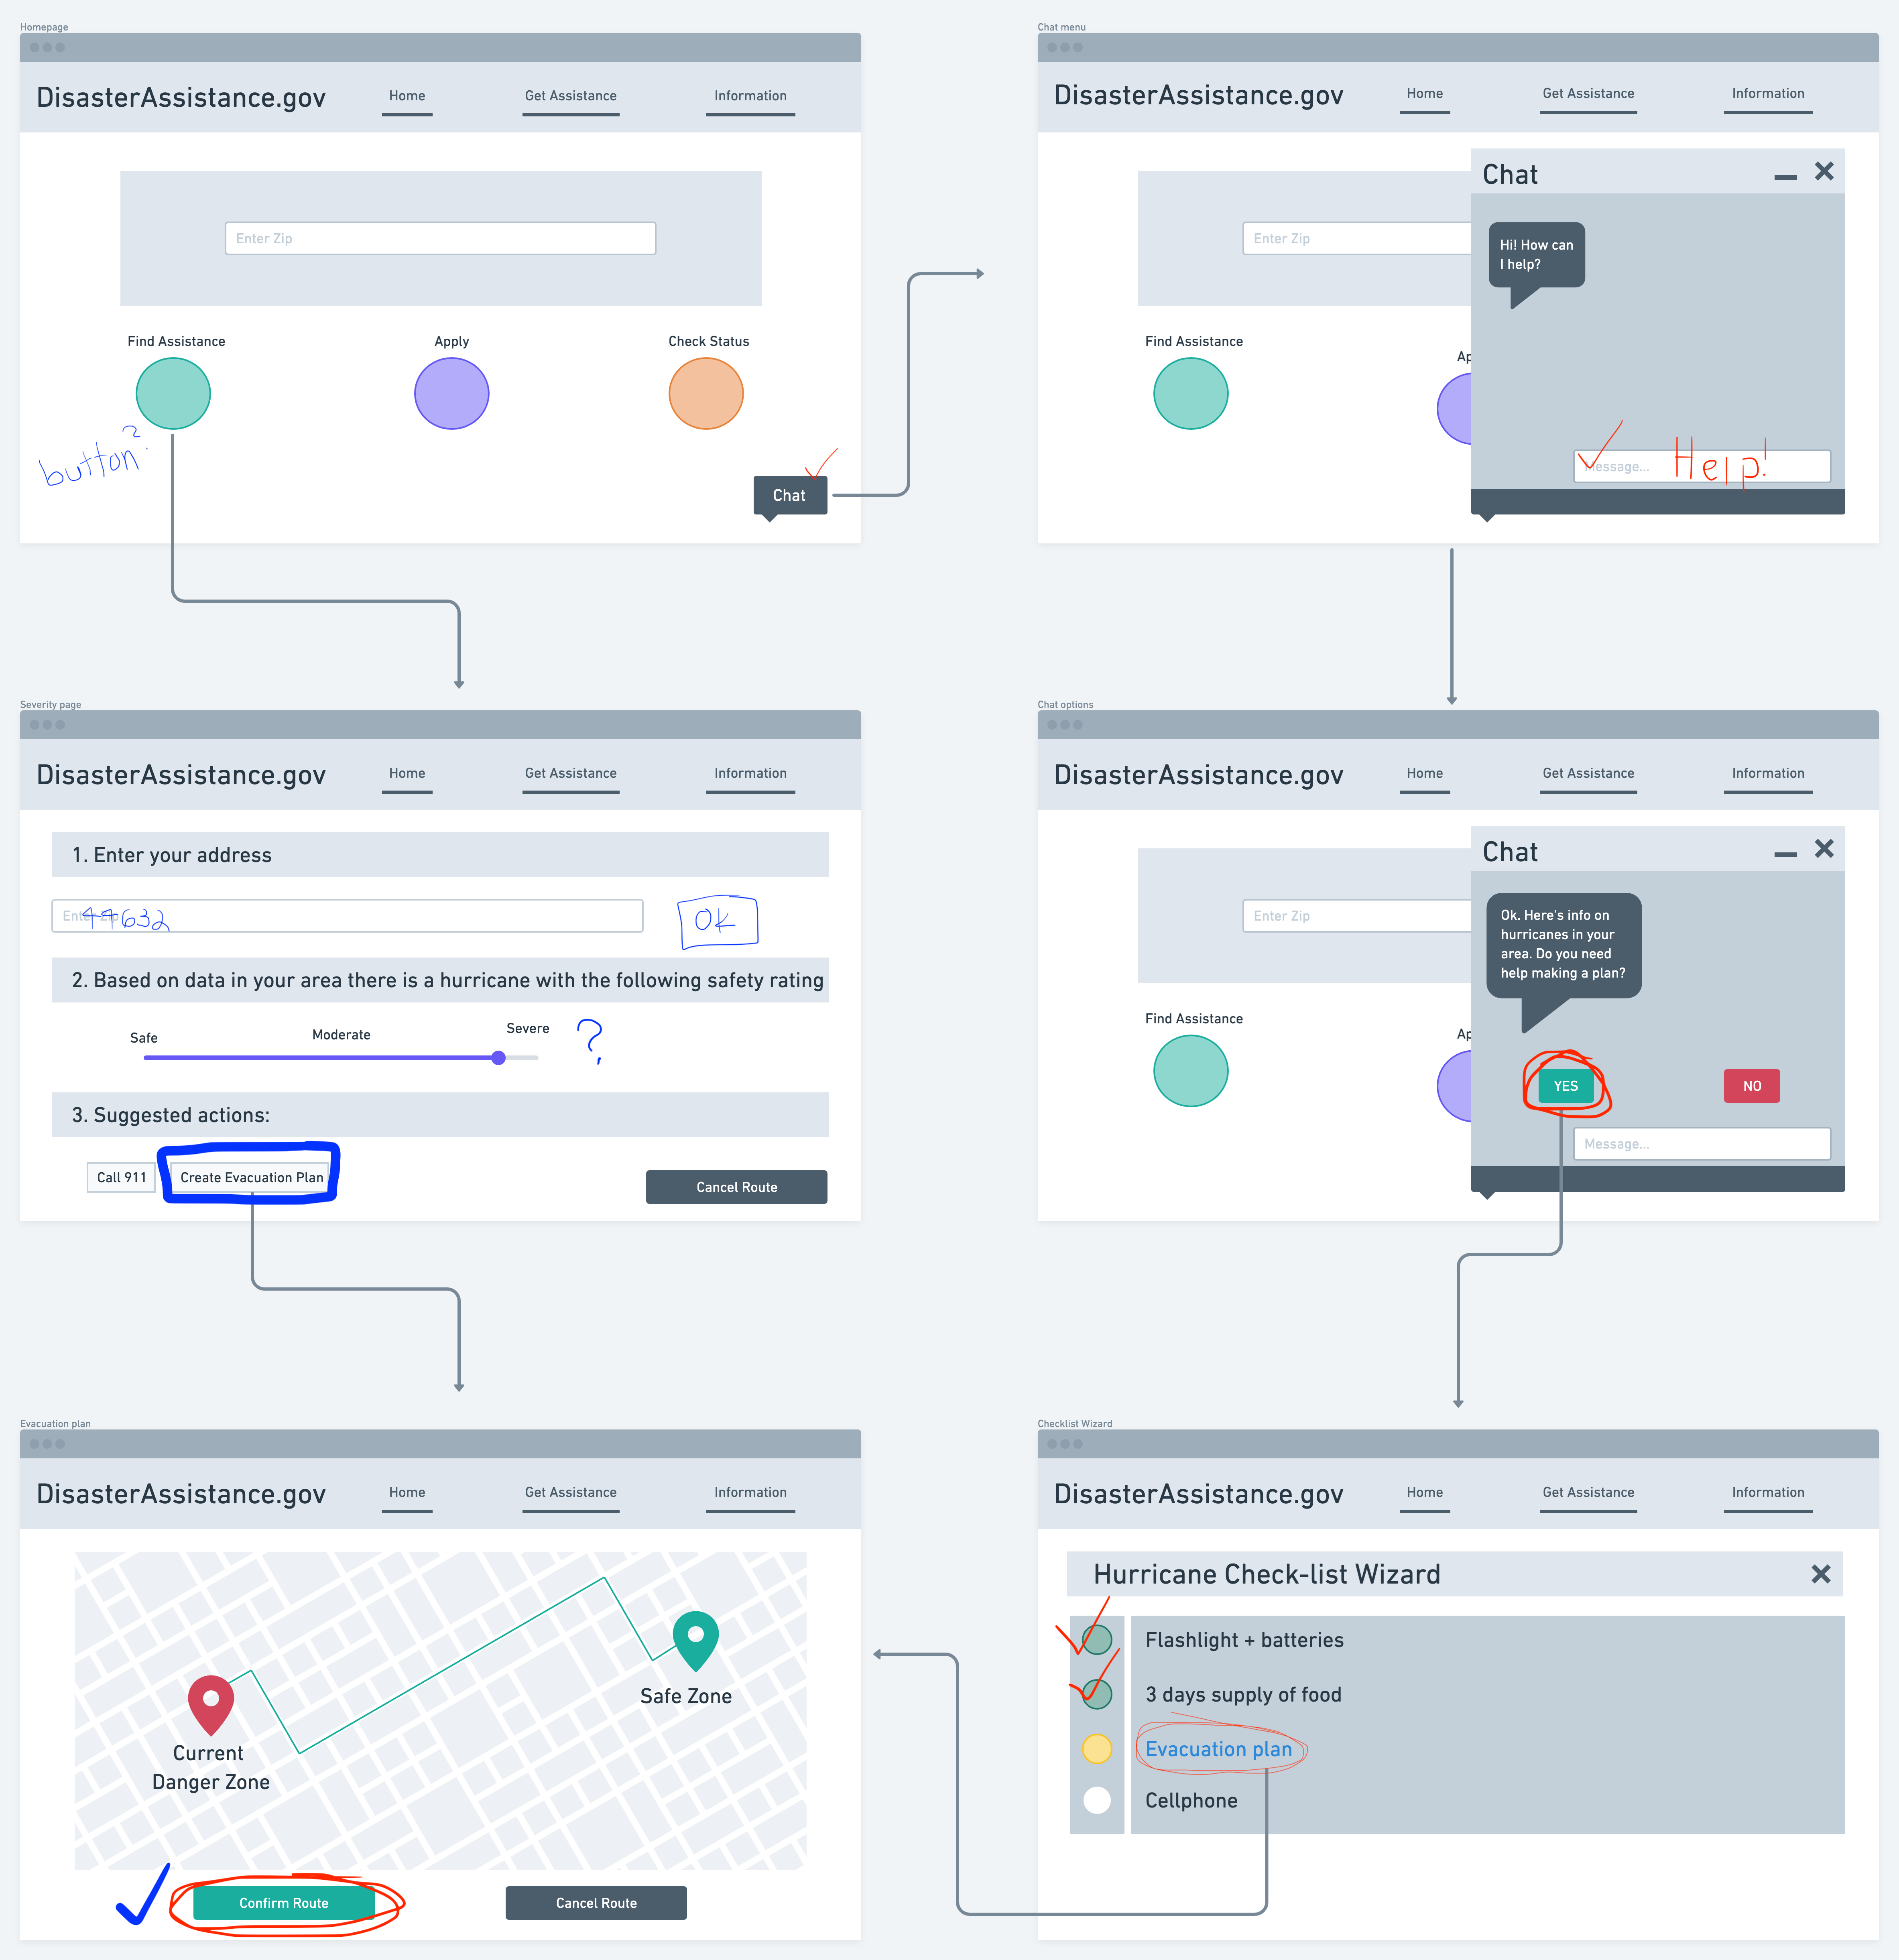 Homepage
DisasterAssistance.gov Home Get Assistance Information
Enter Zip
Find Assistance Apply Check Status
button?
Chat
Chat menu
DisasterAssistance.gov Home Get Assistance Information
Chat
Enter Zip
Hi! How can
I help?
Find Assistance
Ap
Message... Help!
Severity page
DisasterAssistance.gov Home Get Assistance Information
1. Enter your address
Enter Zip
44632
OK
2. Based on data in your area there is a hurricane with the following safety rating
Safe Moderate Severe ?
3. Suggested actions:
Call 911 Create Evacuation Plan Cancel Route
Chat options
DisasterAssistance.gov Home Get Assistance Information
Chat
Enter Zip
Ok. Here's info on
hurricanes in your
area. Do you need
help making a plan?
Find Assistance
Ap
YES NO
Message...
Evacuation plan
DisasterAssistance.gov Home Get Assistance Information
Safe Zone
Current
Danger Zone
Confirm Route Cancel Route
Checklist Wizard
DisasterAssistance.gov Home Get Assistance Information
Hurricane Check-list Wizard
Flashlight + batteries
3 days supply of food
Evacuation plan
Cellphone